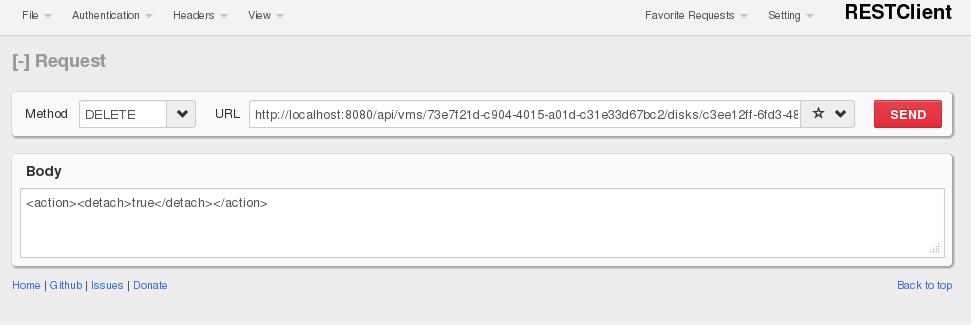 File Authentication Headers View Favorite Requests Setting RESTClient
[-] Request
Method DELETE URL http://localhost:8080/api/vms/73e7f21d-c904-4015-a01d-c31e33d67bc2/disks/c3ee12ff-6fd3-48 SEND
Body
<action><detach>true</detach></action>
Home | Github | Issues | Donate Back to top